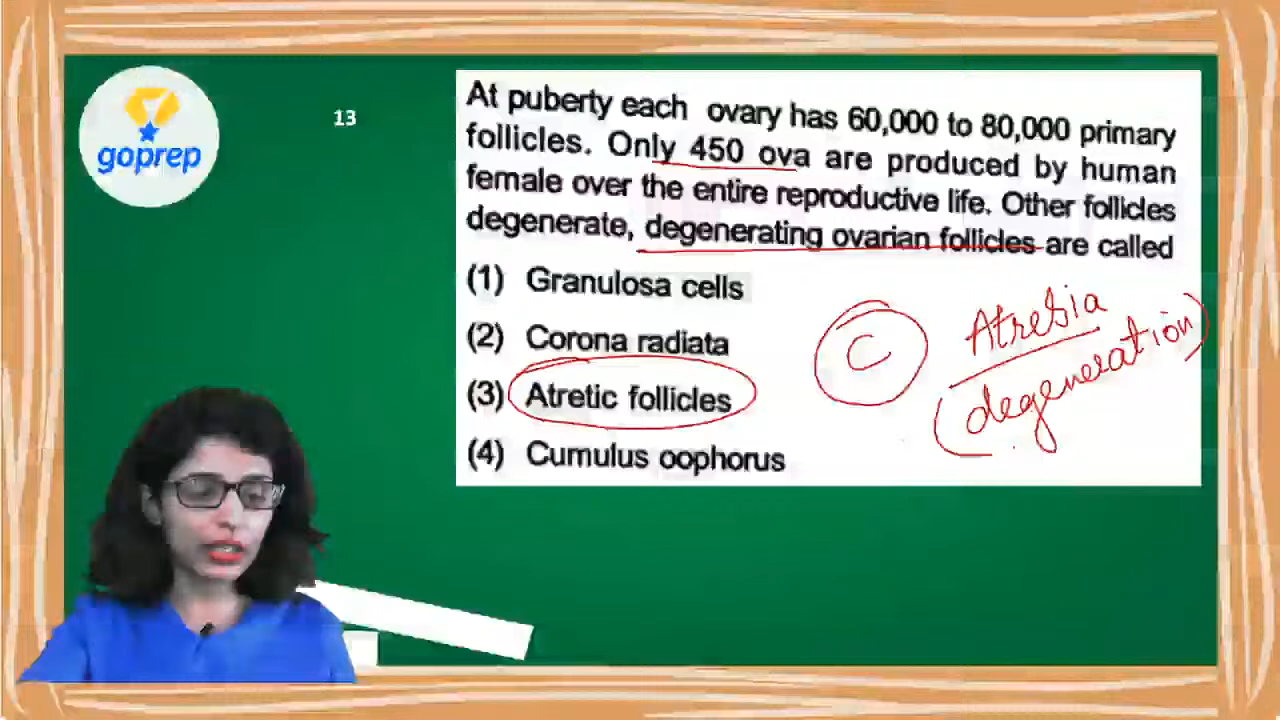 goprep
13
At puberty each ovary has 60,000 to 80,000 primary
follicles. Only 450 ova are produced by human
female over the entire reproductive life. Other follicles
degenerate, degenerating ovarian follicles are called
(1) Granulosa cells
(2) Corona radiata
(3) Atretic follicles
(4) Cumulus oophorus
C
Atresia
(degeneration)